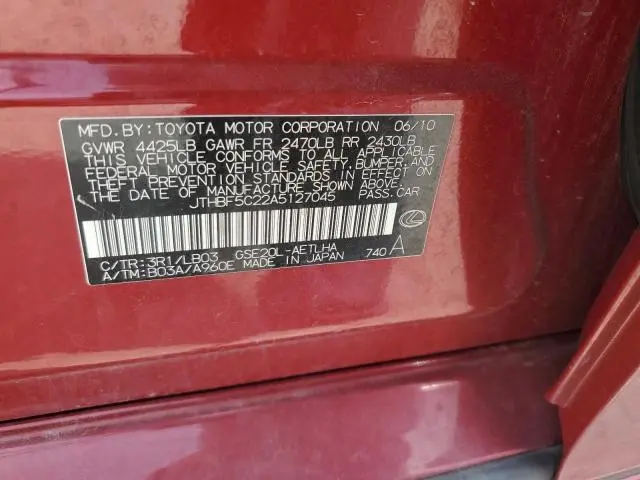 MFD.BY:TOYOTA MOTOR CORPORATION 06/10
GVWR 4425LB GAWR FR 2470LB RR 2430LB
THIS VEHICLE CONFORMS TO ALL APPLICABLE
FEDERAL MOTOR VEHICLE SAFETY, BUMPER, AND
THEFT PREVENTION STANDARDS IN EFFECT ON
THE DATE OF MANUFACTURE SHOWN ABOVE.
JTHBF5C22A5127045 PASS.CAR
C/TR:3R1/LB03 GSE20L-AETLHA
A/TM:B03A/A960E MADE IN JAPAN 740 A